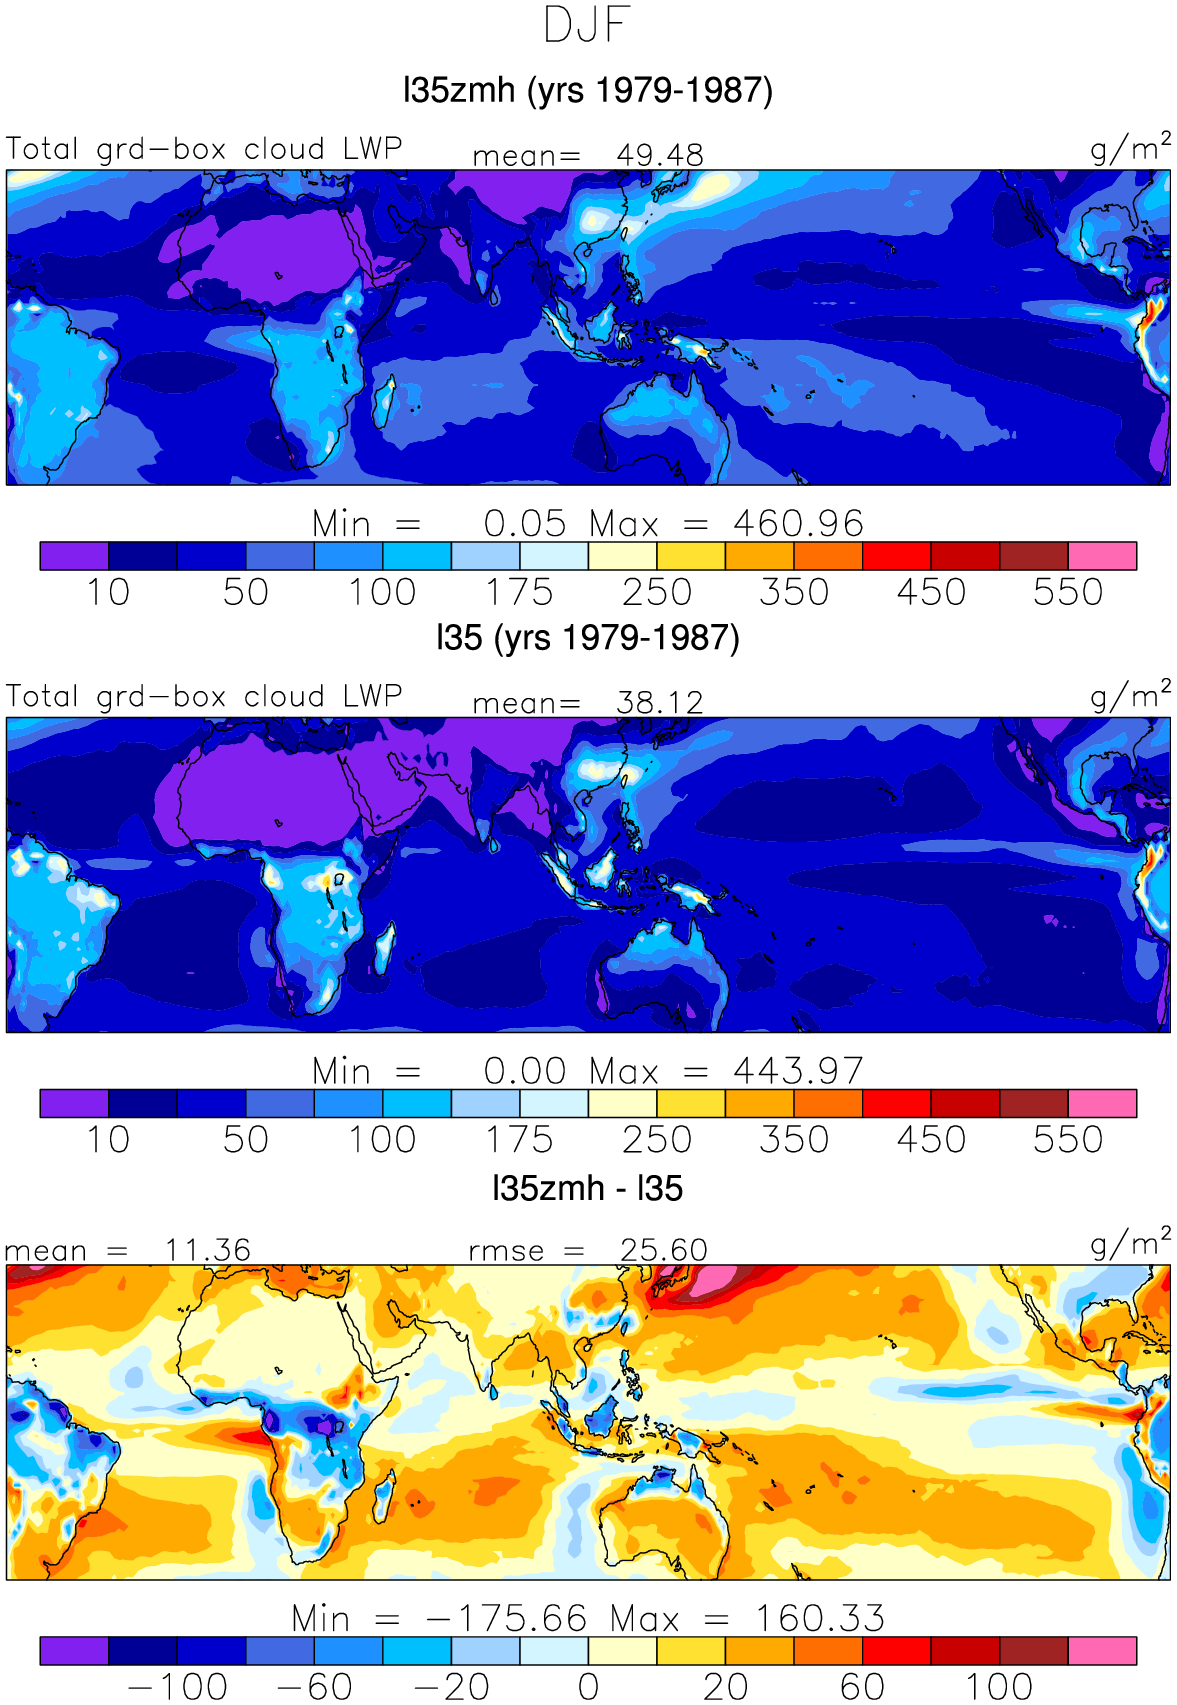 DJF
l35zmh (yrs 1979-1987)
Total grd-box cloud LWP mean= 49.48 g/m²
Min = 0.05 Max = 460.96
10 50 100 175 250 350 450 550
l35 (yrs 1979-1987)
Total grd-box cloud LWP mean= 38.12 g/m²
Min = 0.00 Max = 443.97
10 50 100 175 250 350 450 550
l35zmh - l35
mean = 11.36 rmse = 25.60 g/m²
Min = -175.66 Max = 160.33
-100 -60 -20 0 20 60 100